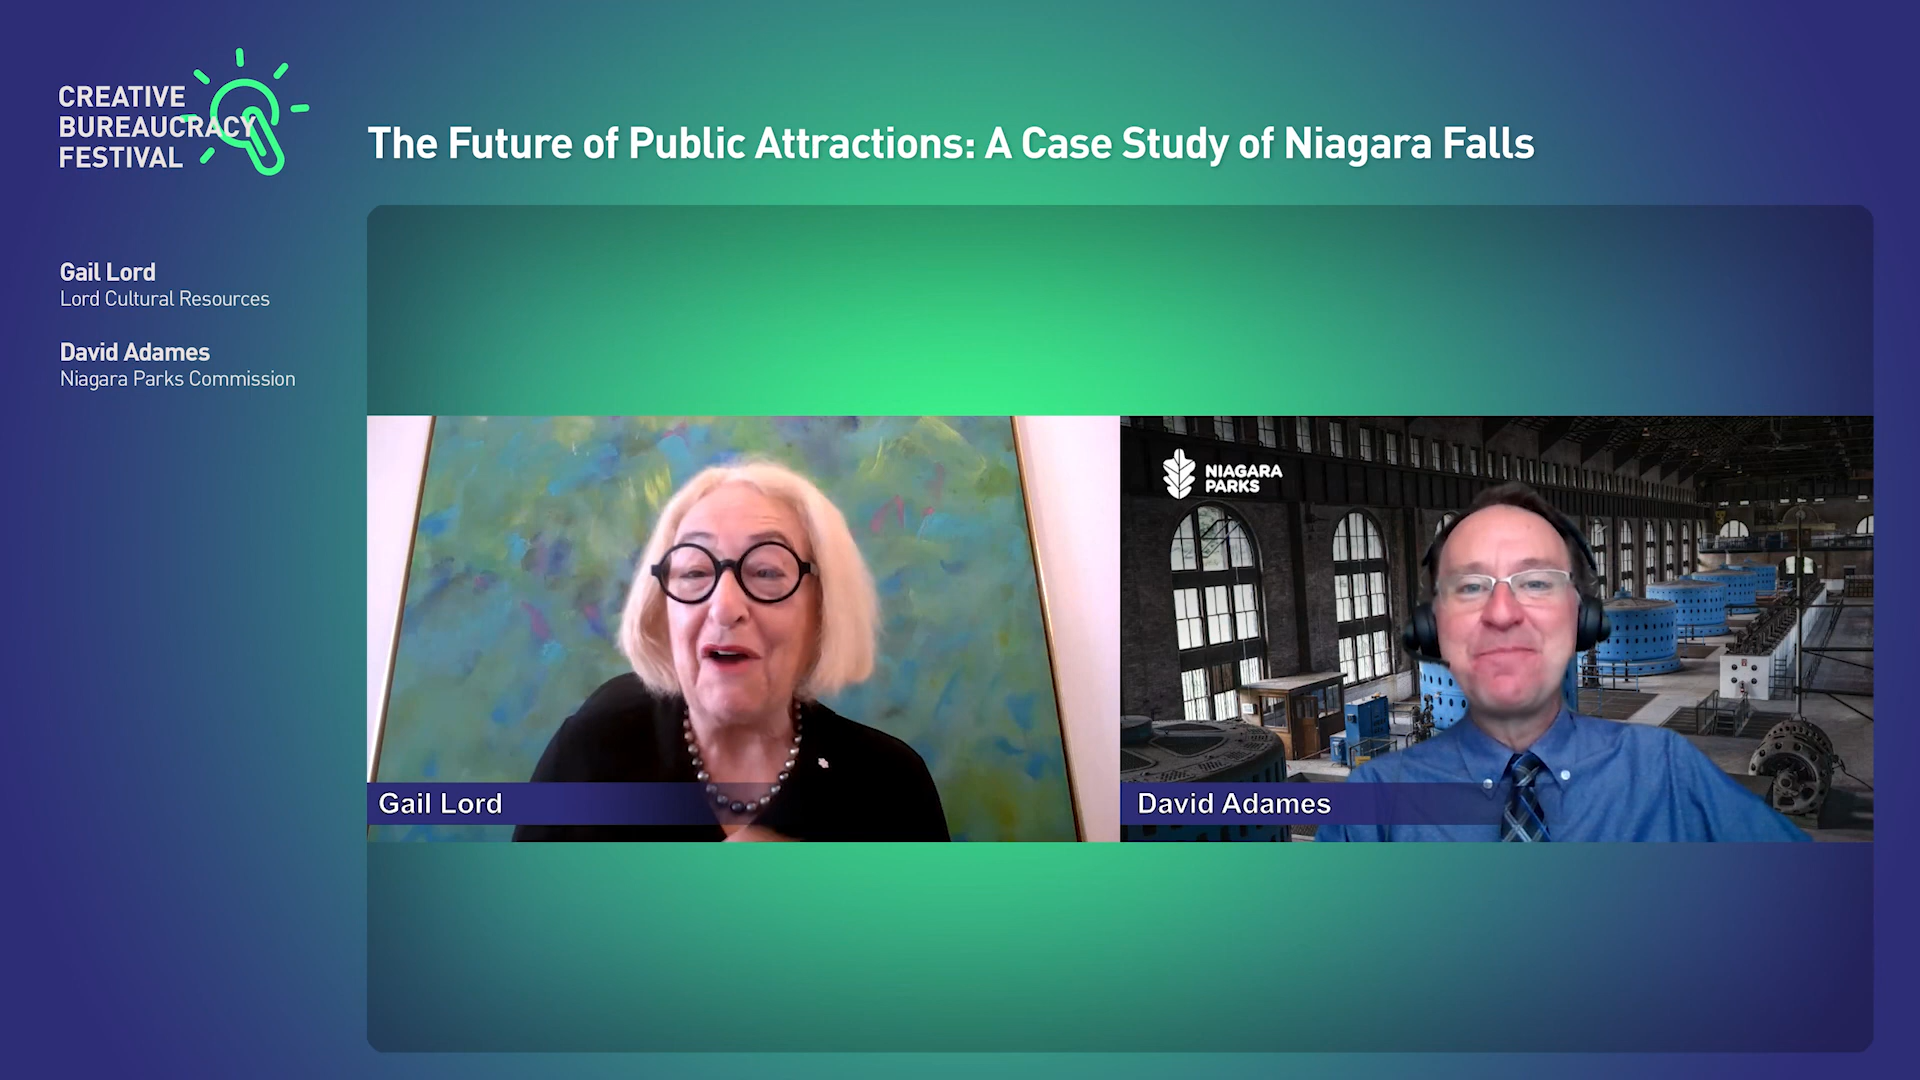 CREATIVE
BUREAUCRACY
FESTIVAL
The Future of Public Attractions: A Case Study of Niagara Falls
Gail Lord
Lord Cultural Resources
David Adames
Niagara Parks Commission
NIAGARA
PARKS
Gail Lord
David Adames